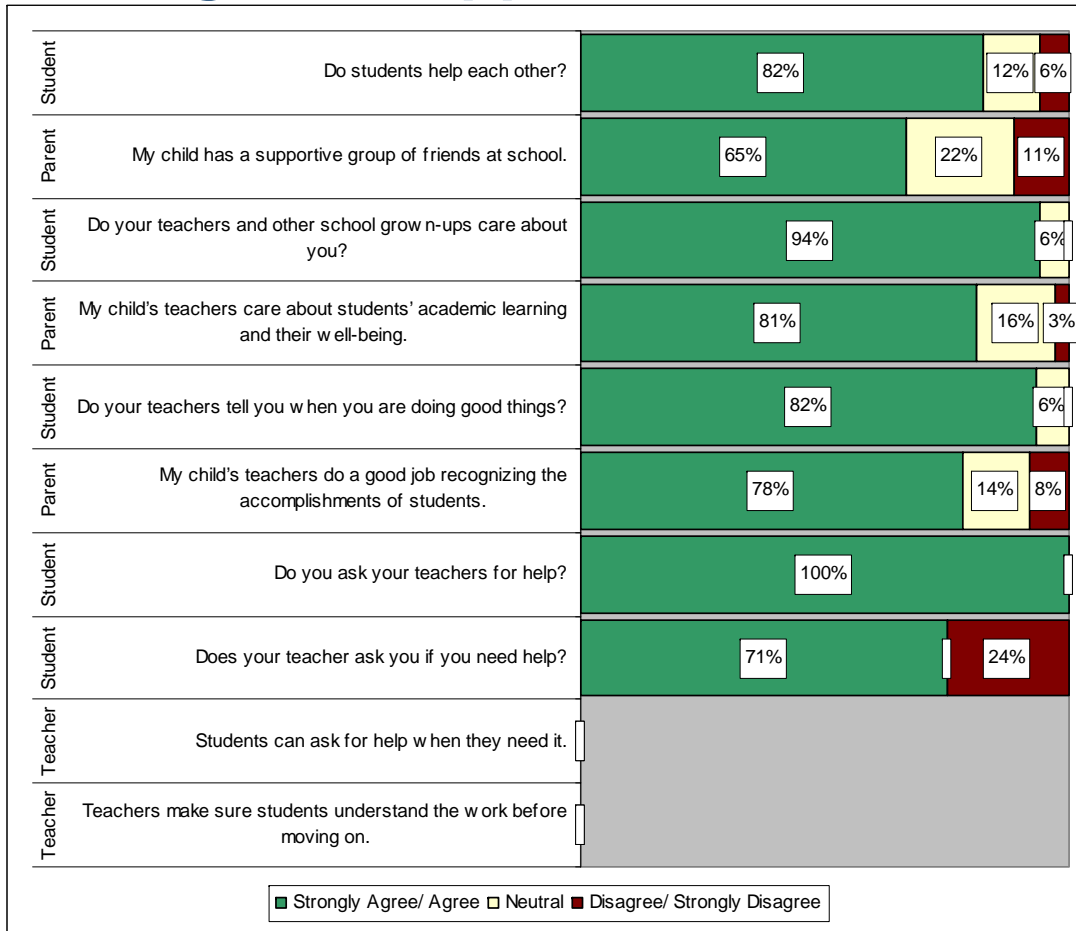 Student
Do students help each other?
82%
12%
6%
Parent
My child has a supportive group of friends at school.
65%
22%
11%
Student
Do your teachers and other school grown-ups care about
you?
94%
6%
Parent
My child's teachers care about students' academic learning
and their well-being.
81%
16%
3%
Student
Do your teachers tell you when you are doing good things?
82%
6%
Parent
My child's teachers do a good job recognizing the
accomplishments of students.
78%
14%
8%
Student
Do you ask your teachers for help?
100%
Student
Does your teacher ask you if you need help?
71%
24%
Teacher
Students can ask for help when they need it.
Teacher
Teachers make sure students understand the work before
moving on.
Strongly Agree/ Agree Neutral Disagree/ Strongly Disagree